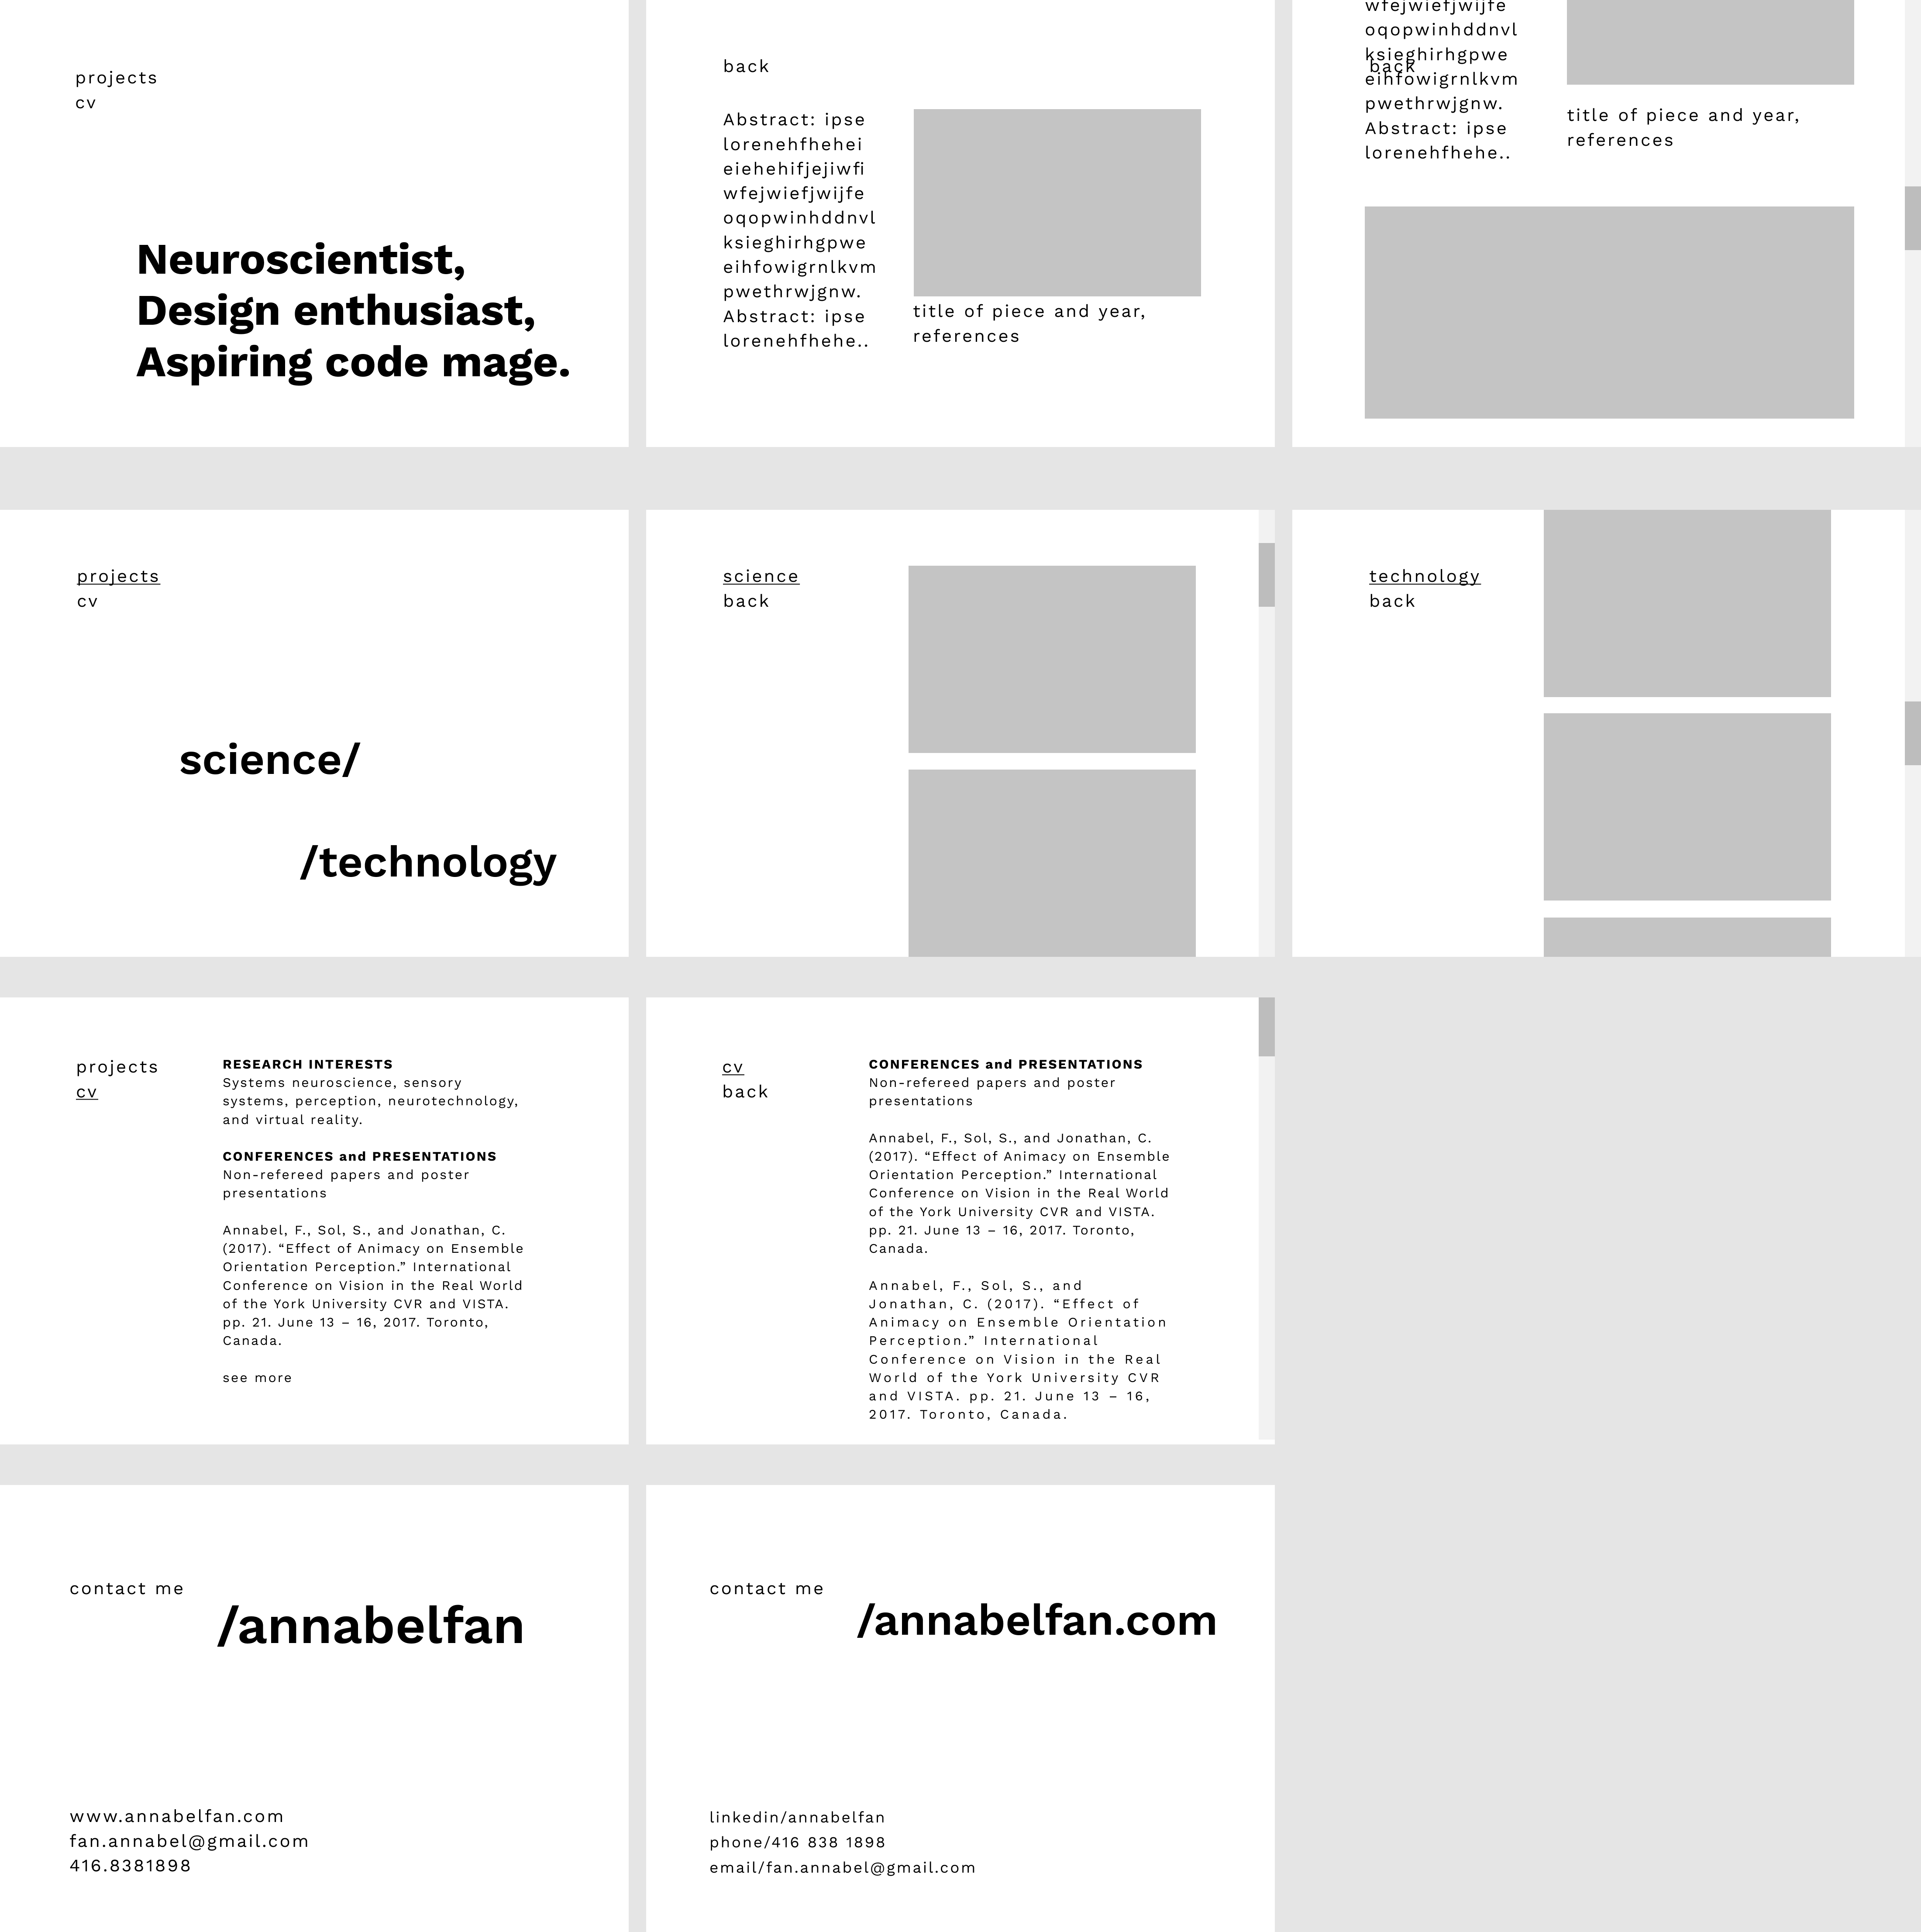 projects
cv
Neuroscientist,
Design enthusiast,
Aspiring code mage.
back
Abstract: ipse
lorenehfhehei
eiehehifjejiwfi
wfejwiefjwijfe
oqopwinhddnvl
ksieghirhgpwe
eihfowigrnlkvm
pwethrwjgnw.
Abstract: ipse
lorenehfhehe..
title of piece and year,
references
wfejwiefjwijfe
oqopwinhddnvl
ksieghirhgpwe
back
eihfowigrnlkvm
pwethrwjgnw.
Abstract: ipse
lorenehfhehe..
title of piece and year,
references
projects
cv
science/
/technology
science
back
technology
back
projects
cv
RESEARCH INTERESTS
Systems neuroscience, sensory
systems, perception, neurotechnology,
and virtual reality.
CONFERENCES and PRESENTATIONS
Non-refereed papers and poster
presentations
Annabel, F., Sol, S., and Jonathan, C.
(2017). “Effect of Animacy on Ensemble
Orientation Perception.” International
Conference on Vision in the Real World
of the York University CVR and VISTA.
pp. 21. June 13 – 16, 2017. Toronto,
Canada.
see more
cv
back
CONFERENCES and PRESENTATIONS
Non-refereed papers and poster
presentations
Annabel, F., Sol, S., and Jonathan, C.
(2017). “Effect of Animacy on Ensemble
Orientation Perception.” International
Conference on Vision in the Real World
of the York University CVR and VISTA.
pp. 21. June 13 – 16, 2017. Toronto,
Canada.
Annabel, F., Sol, S., and
Jonathan, C. (2017). “Effect of
Animacy on Ensemble Orientation
Perception.” International
Conference on Vision in the Real
World of the York University CVR
and VISTA. pp. 21. June 13 – 16,
2017. Toronto, Canada.
contact me
/annabelfan
www.annabelfan.com
fan.annabel@gmail.com
416.8381898
contact me
/annabelfan.com
linkedin/annabelfan
phone/416 838 1898
email/fan.annabel@gmail.com